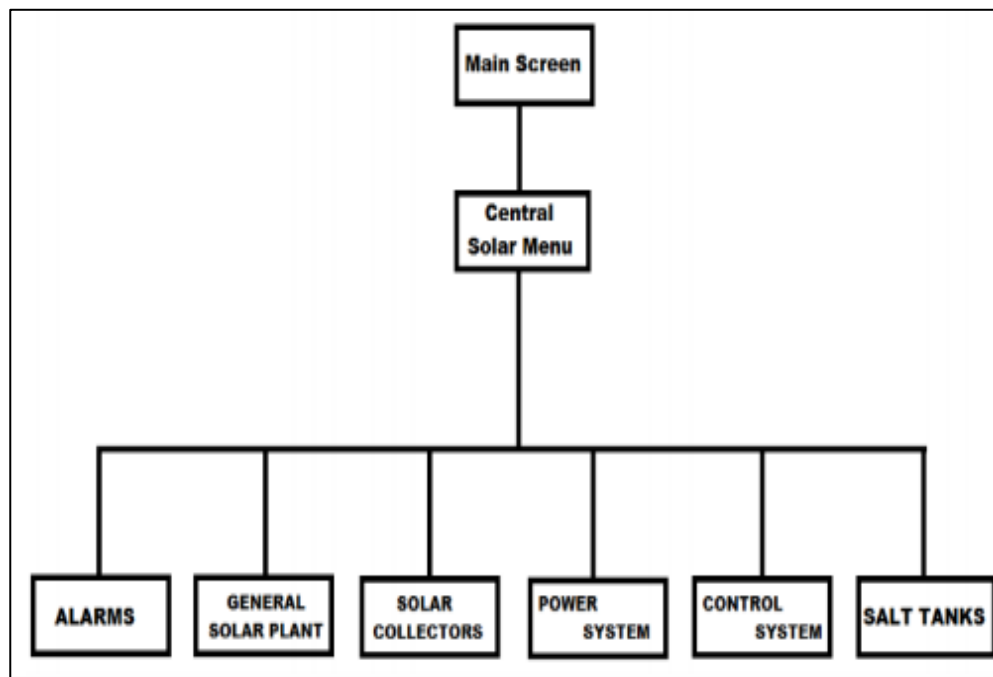 Main Screen
Central
Solar Menu
ALARMS
GENERAL
SOLAR PLANT
SOLAR
COLLECTORS
POWER
SYSTEM
CONTROL
SYSTEM
SALT TANKS